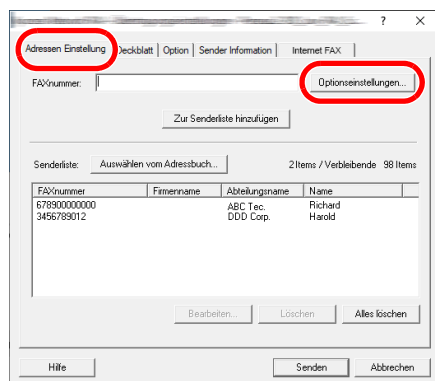 ? ×
Adressen Einstellung Deckblatt Option Sender Information Internet FAX
FAXnummer: Optionseinstellungen...
Zur Senderliste hinzufügen
Senderliste: Auswählen vom Adressbuch... 2Items / Verbleibende 98 Items
FAXnummer Firmenname Abteilungsname Name
678900000000 ABC Tec. Richard
3456789012 DDD Corp. Harold
Bearbeiten... Löschen Alles löschen
Hilfe Senden Abbrechen